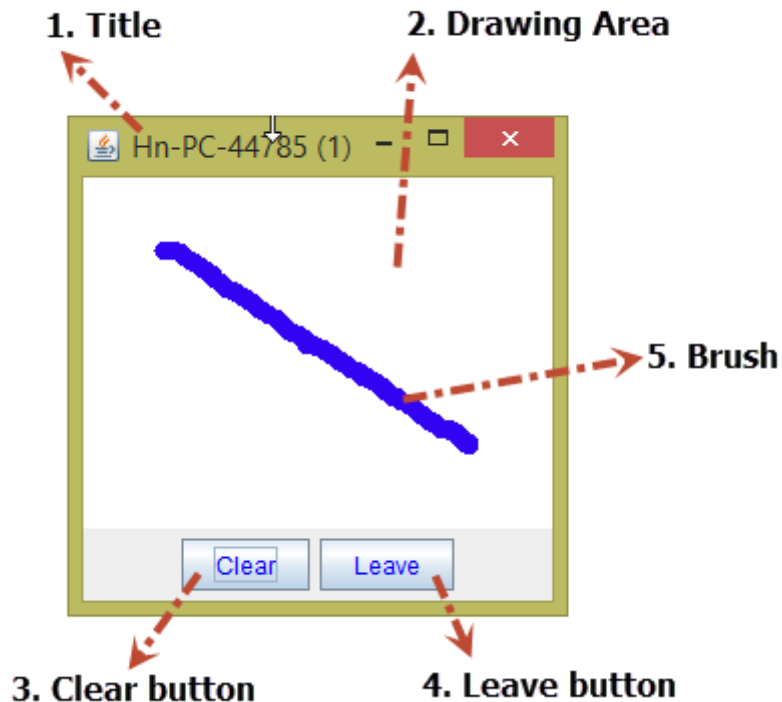 1. Title
2. Drawing Area
Hn-PC-44785 (1)
5. Brush
Clear
Leave
3. Clear button
4. Leave button